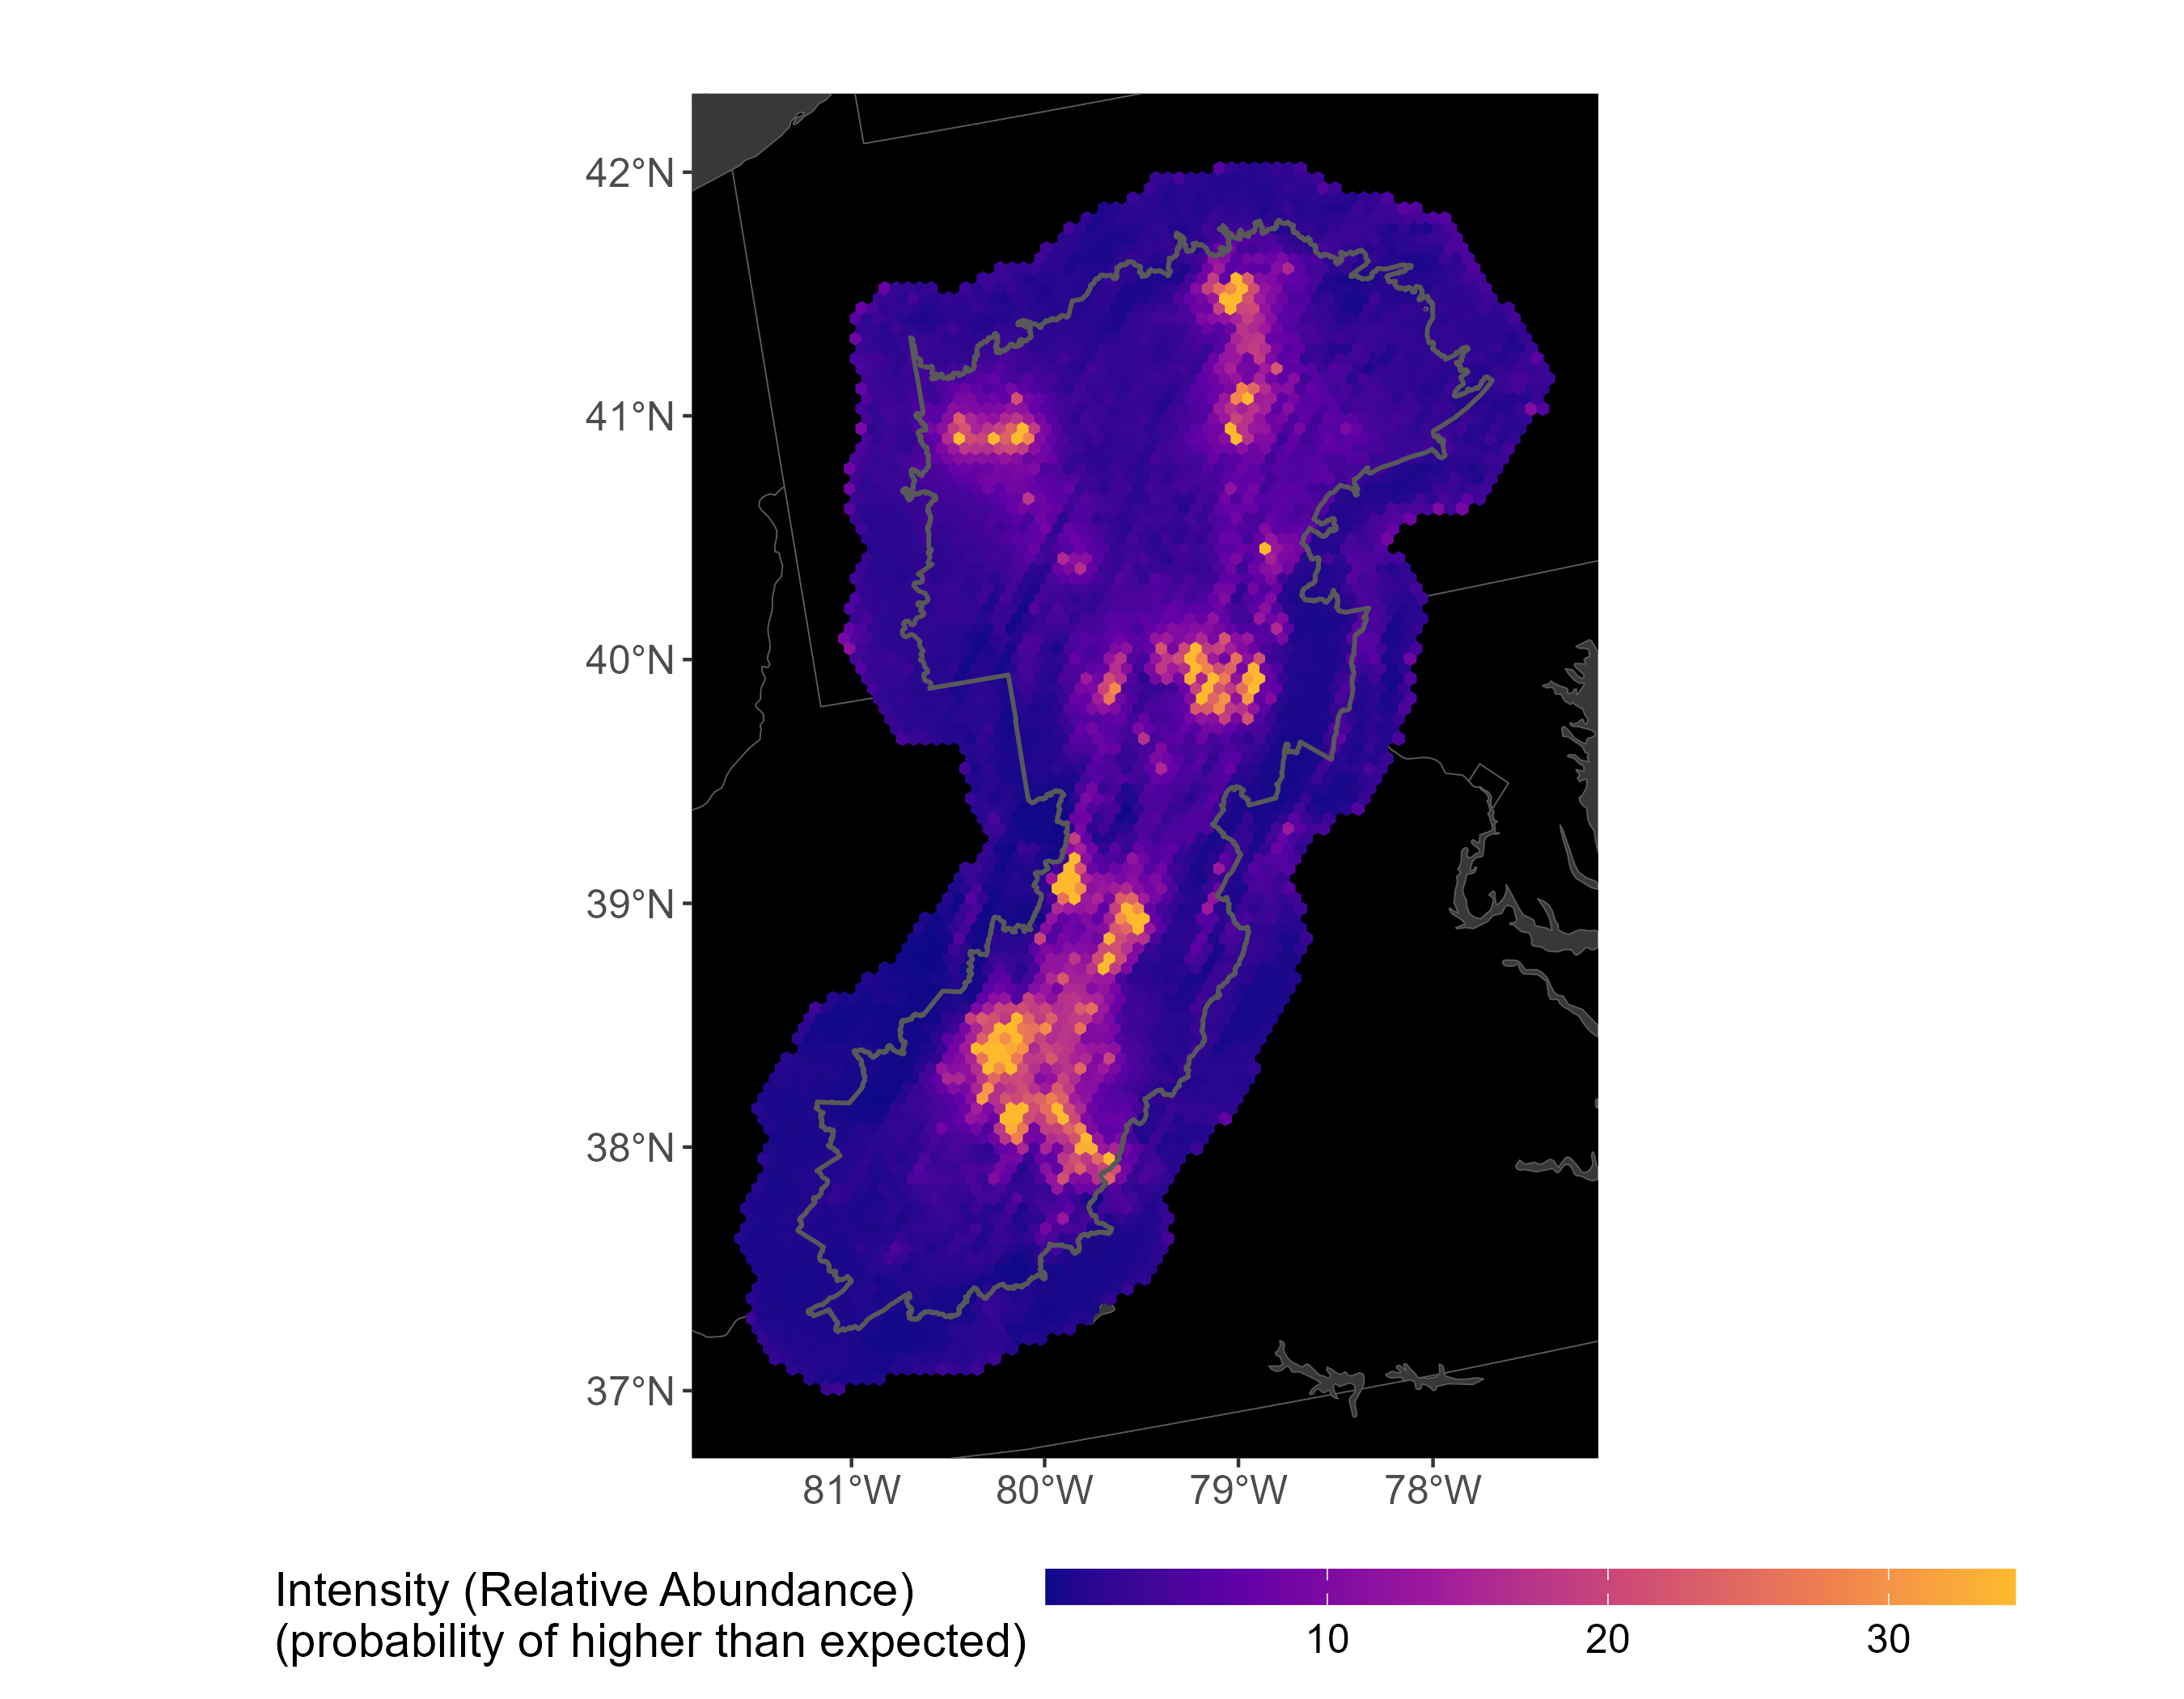 42°N
41°N
40°N
39°N
38°N
37°N
81°W 80°W 79°W 78°W
Intensity (Relative Abundance)
(probability of higher than expected)
10 20 30